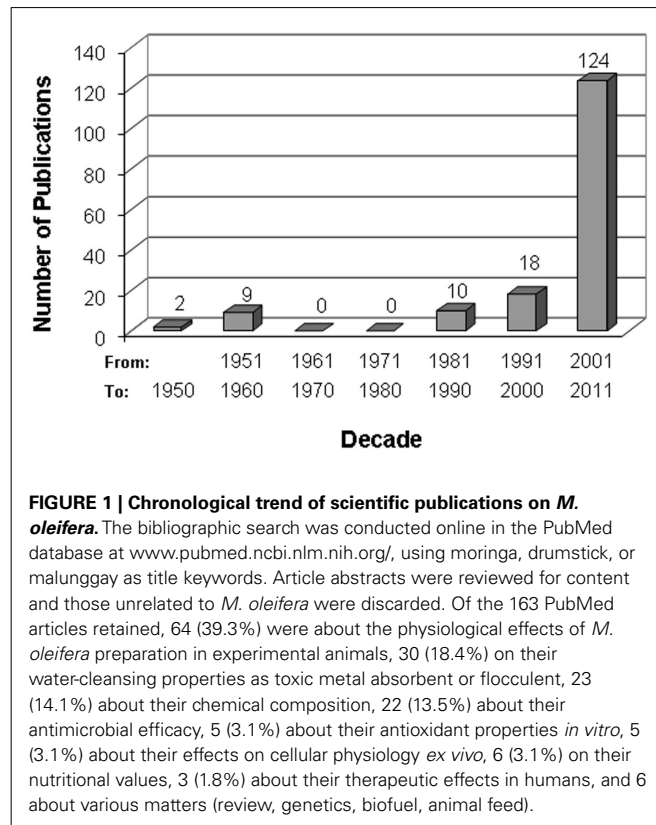 140
120
100
80
60
40
20
0
Number of Publications
2
9
0
0
10
18
124
From: 1951 1961 1971 1981 1991 2001
To: 1950 1960 1970 1980 1990 2000 2011
Decade
FIGURE 1 | Chronological trend of scientific publications on M.
oleifera. The bibliographic search was conducted online in the PubMed
database at www.pubmed.ncbi.nlm.nih.org/, using moringa, drumstick, or
malunggay as title keywords. Article abstracts were reviewed for content
and those unrelated to M. oleifera were discarded. Of the 163 PubMed
articles retained, 64 (39.3%) were about the physiological effects of M.
oleifera preparation in experimental animals, 30 (18.4%) on their
water-cleansing properties as toxic metal absorbent or flocculent, 23
(14.1%) about their chemical composition, 22 (13.5%) about their
antimicrobial efficacy, 5 (3.1%) about their antioxidant properties in vitro, 5
(3.1%) about their effects on cellular physiology ex vivo, 6 (3.1%) on their
nutritional values, 3 (1.8%) about their therapeutic effects in humans, and 6
about various matters (review, genetics, biofuel, animal feed).